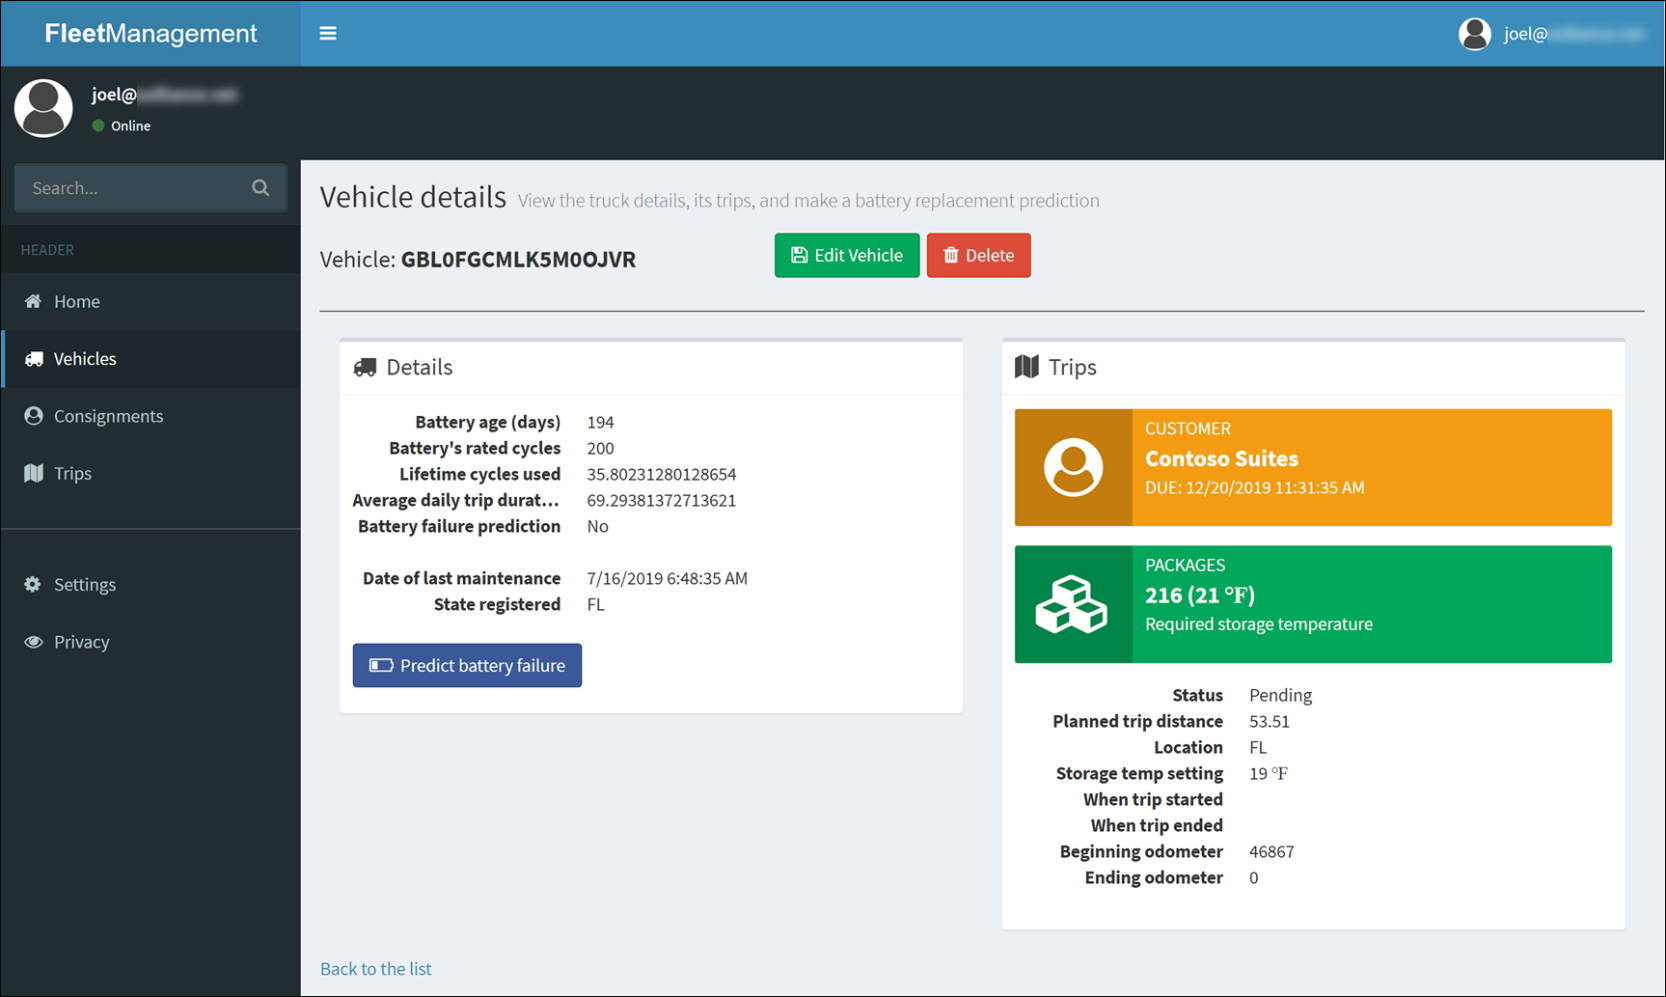 FleetManagement
joel@
joel@
Online
Search...
HEADER
Home
Vehicles
Consignments
Trips
Settings
Privacy
Vehicle details View the truck details, its trips, and make a battery replacement prediction
Vehicle: GBL0FGCMLK5M0OJVR
Edit Vehicle
Delete
Details
Battery age (days) 194
Battery's rated cycles 200
Lifetime cycles used 35.80231280128654
Average daily trip durat... 69.29381372713621
Battery failure prediction No
Date of last maintenance 7/16/2019 6:48:35 AM
State registered FL
Predict battery failure
Trips
CUSTOMER
Contoso Suites
DUE: 12/20/2019 11:31:35 AM
PACKAGES
216 (21 °F)
Required storage temperature
Status Pending
Planned trip distance 53.51
Location FL
Storage temp setting 19 °F
When trip started
When trip ended
Beginning odometer 46867
Ending odometer 0
Back to the list